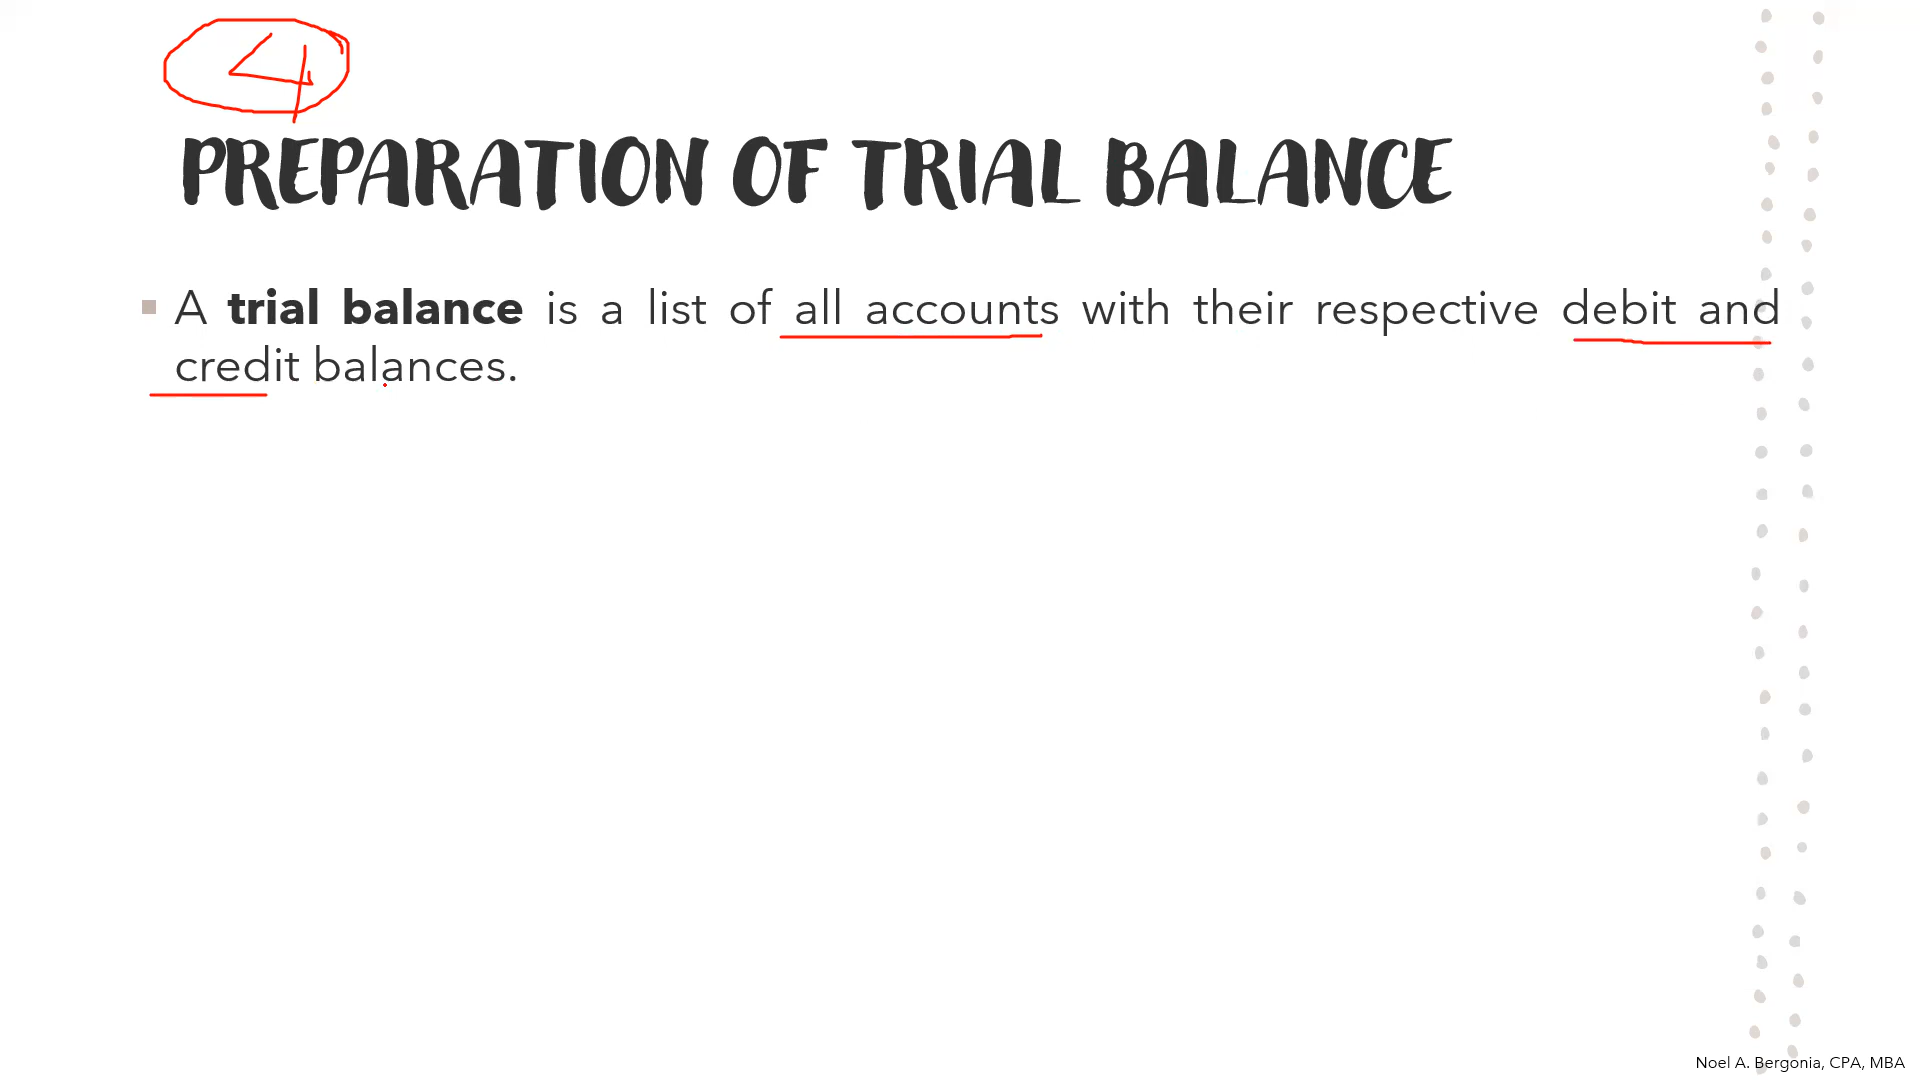 4
PREPARATION OF TRIAL BALANCE
A trial balance is a list of all accounts with their respective debit and
credit balances.
Noel A. Bergonia, CPA, MBA